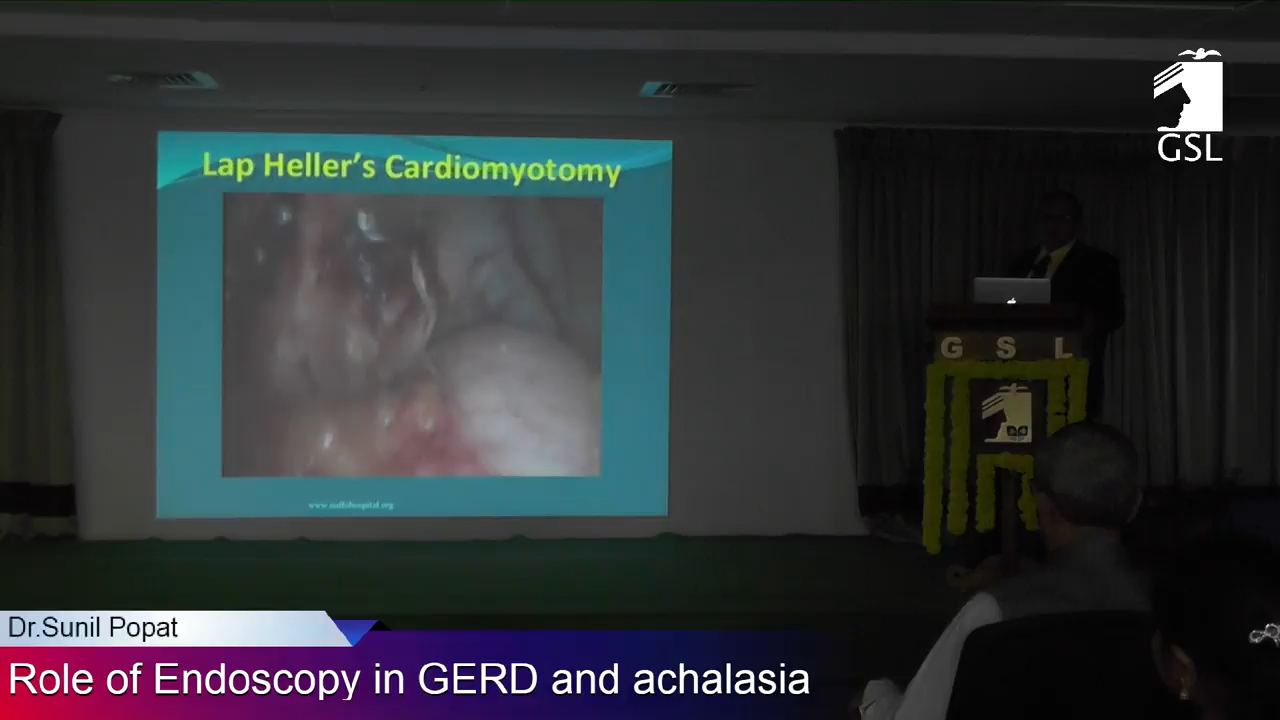 GSL
Lap Heller's Cardiomyotomy
G S L
Dr.Sunil Popat
Role of Endoscopy in GERD and achalasia